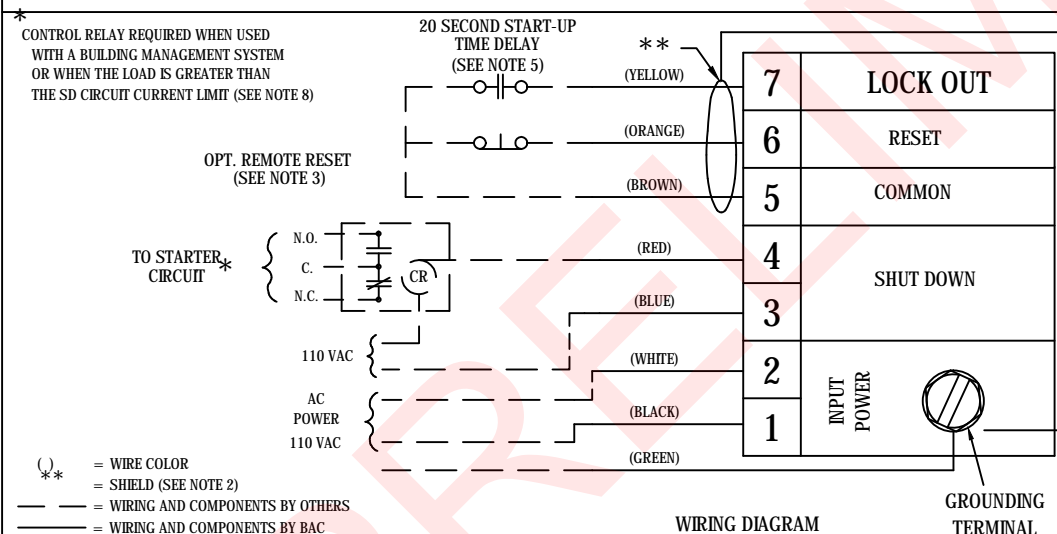 *
CONTROL RELAY REQUIRED WHEN USED
WITH A BUILDING MANAGEMENT SYSTEM
OR WHEN THE LOAD IS GREATER THAN
THE SD CIRCUIT CURRENT LIMIT (SEE NOTE 8)
20 SECOND START-UP
TIME DELAY
(SEE NOTE 5)
**
(YELLOW)
7
LOCK OUT
(ORANGE)
6
RESET
OPT. REMOTE RESET
(SEE NOTE 3)
(BROWN)
5
COMMON
TO STARTER
CIRCUIT *
N.O.
C.
N.C.
CR
(RED)
4
SHUT DOWN
(BLUE)
3
110 VAC
(WHITE)
2
INPUT
POWER
AC
POWER
110 VAC
(BLACK)
1
(GREEN)
( ) = WIRE COLOR
** = SHIELD (SEE NOTE 2)
= WIRING AND COMPONENTS BY OTHERS
= WIRING AND COMPONENTS BY BAC
WIRING DIAGRAM
GROUNDING
TERMINAL
PRELIM